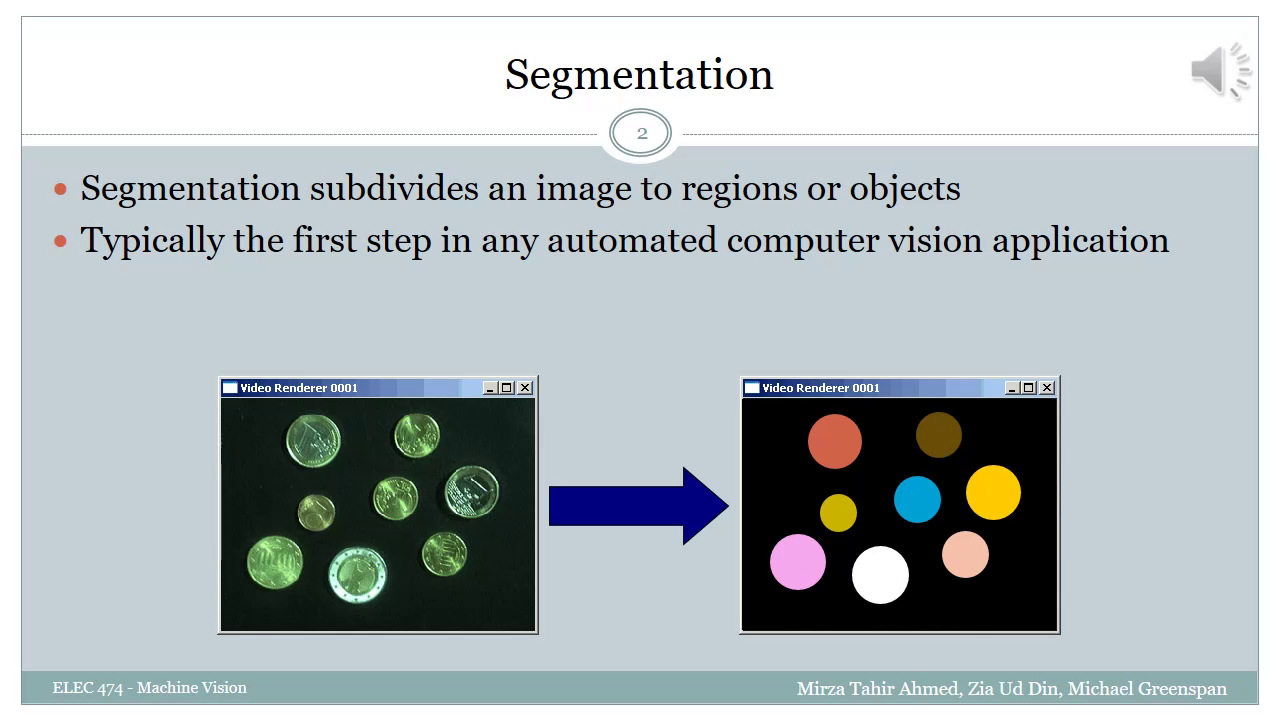 Segmentation
2
Segmentation subdivides an image to regions or objects
Typically the first step in any automated computer vision application
Video Renderer 0001
Video Renderer 0001
ELEC 474 - Machine Vision
Mirza Tahir Ahmed, Zia Ud Din, Michael Greenspan